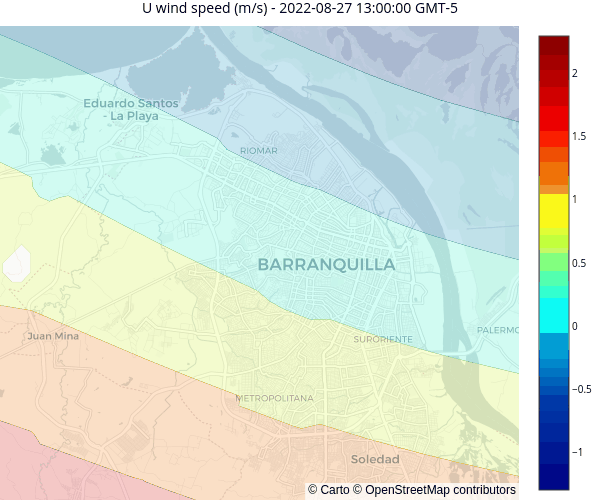 U wind speed (m/s) - 2022-08-27 13:00:00 GMT-5
Eduardo Santos
- La Playa
RIOMAR
BARRANQUILLA
SURORIENTE
PALERMO
Juan Mina
METROPOLITANA
Soledad
© Carto © OpenStreetMap contributors
2
1.5
1
0.5
0
−0.5
−1